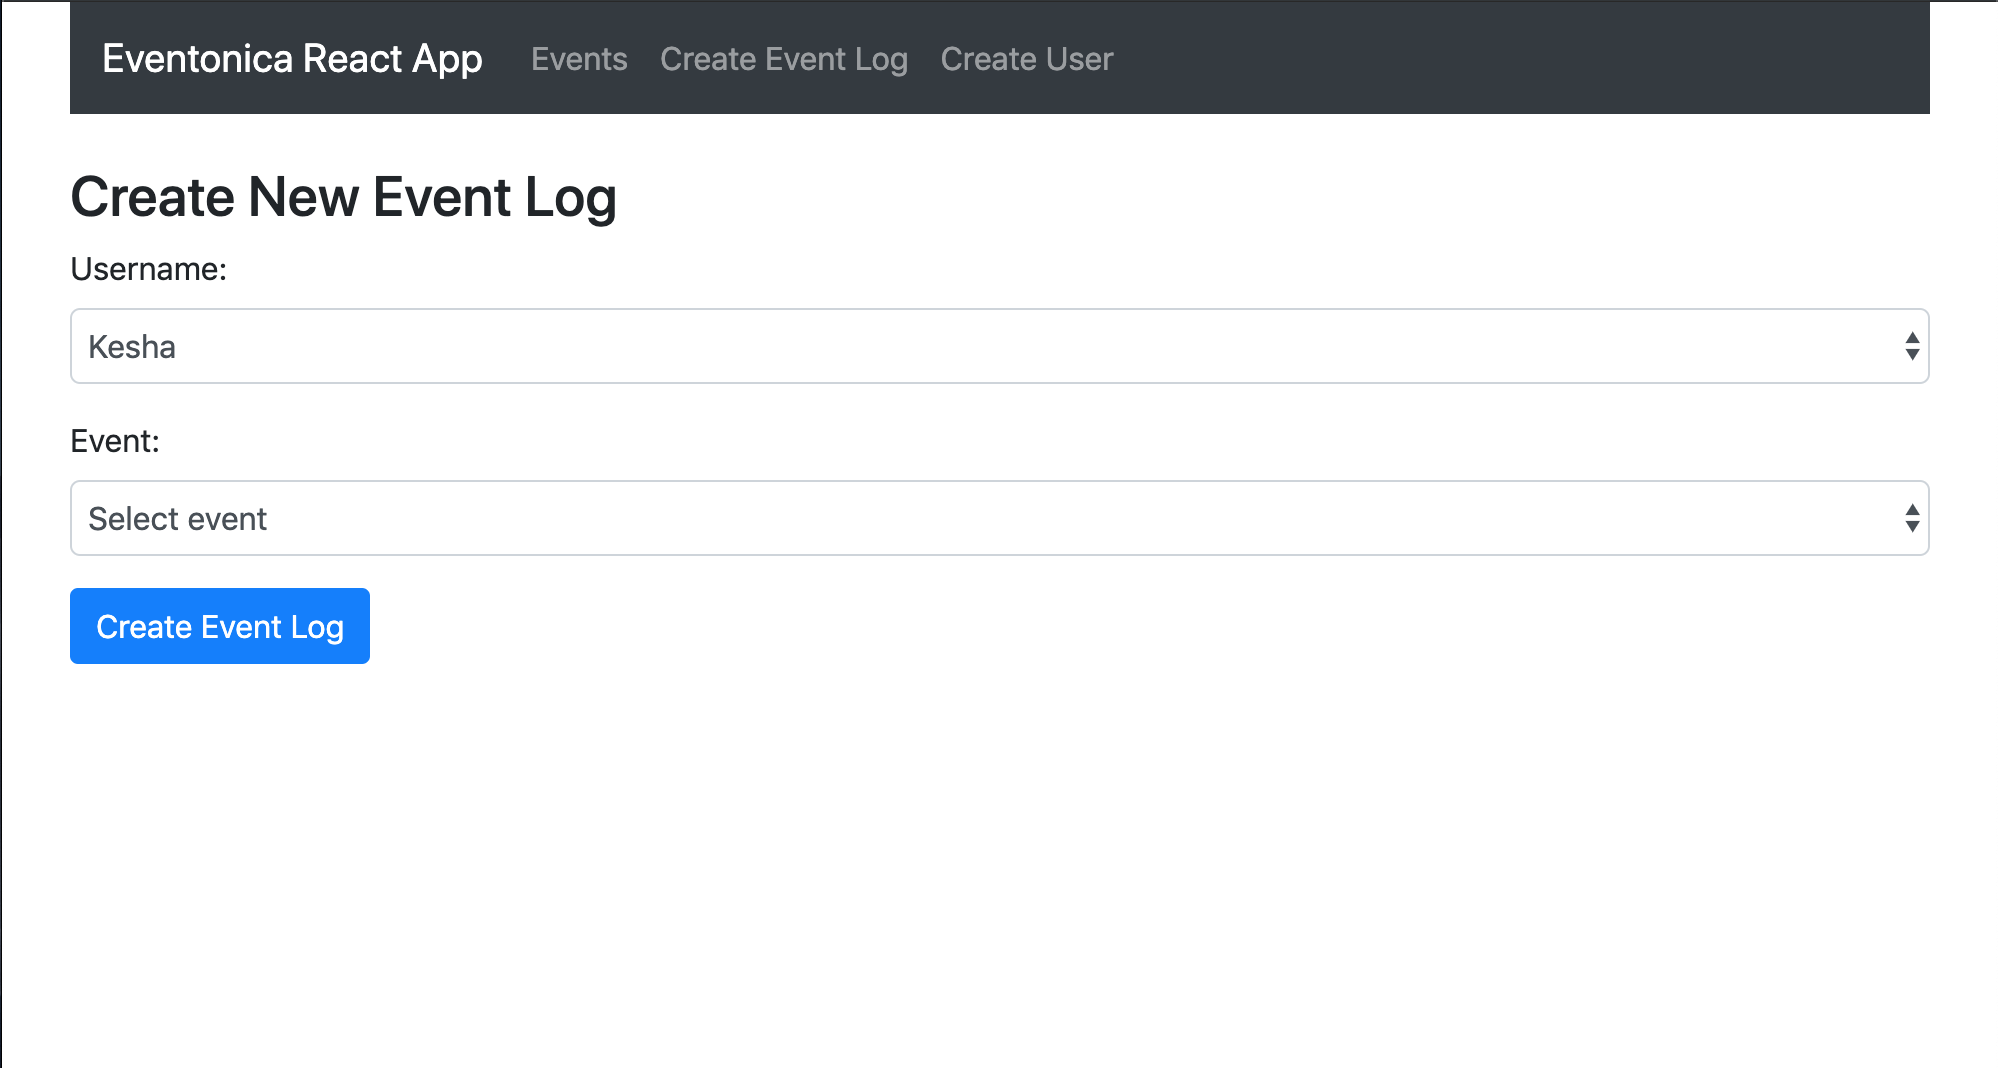 Eventonica React App Events Create Event Log Create User
Create New Event Log
Username:
Kesha
Event:
Select event
Create Event Log